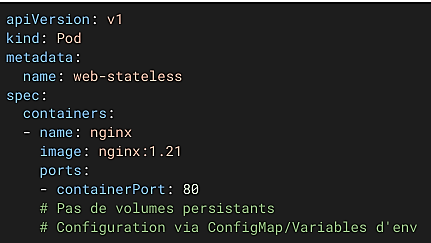 apiVersion: v1
kind: Pod
metadata:
  name: web-stateless
spec:
  containers:
  - name: nginx
    image: nginx:1.21
    ports:
    - containerPort: 80
    # Pas de volumes persistants
    # Configuration via ConfigMap/Variables d'env